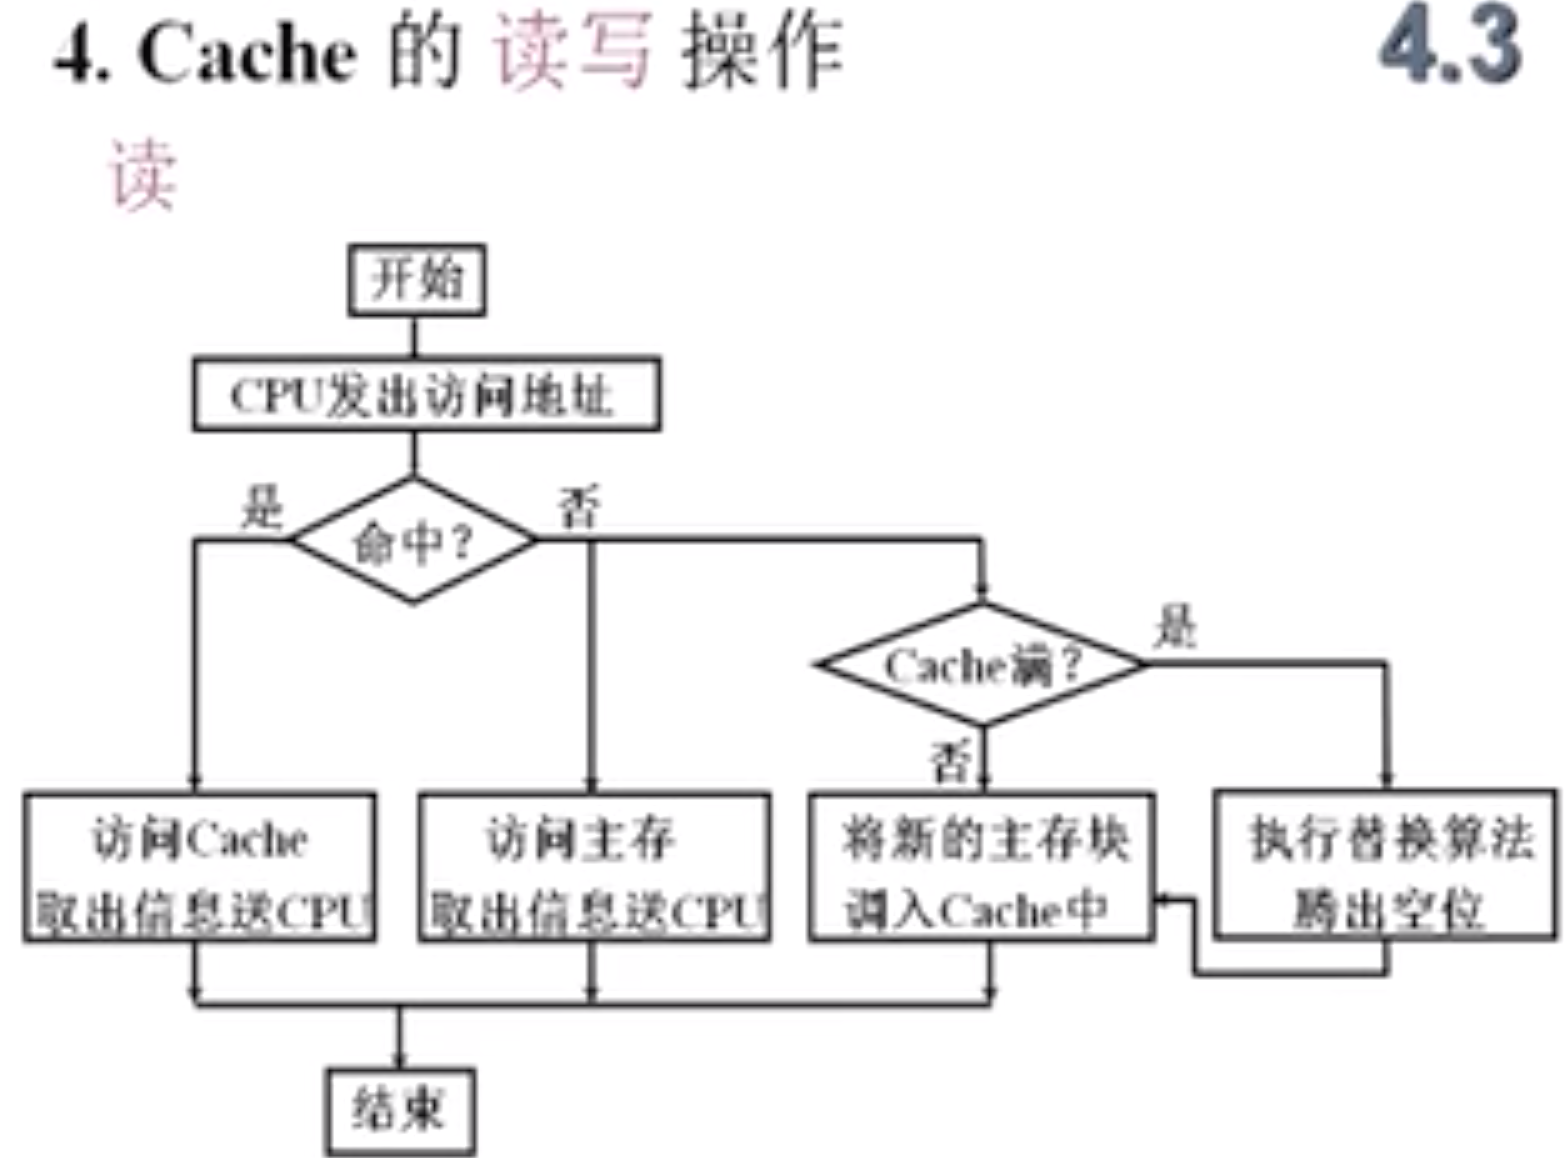 4. Cache 的 读写 操作
4.3
读
开始
CPU发出访问地址
是
否
命中？
是
Cache满？
否
访问Cache
取出信息送CPU
访问主存
取出信息送CPU
将新的主存块
调入Cache中
执行替换算法
腾出空位
结束